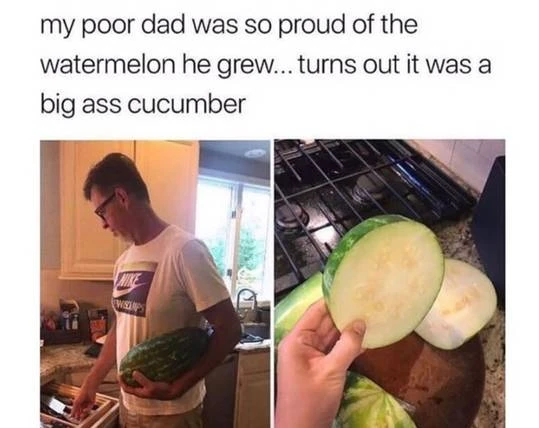 my poor dad was so proud of the
watermelon he grew... turns out it was a
big ass cucumber
NIKE